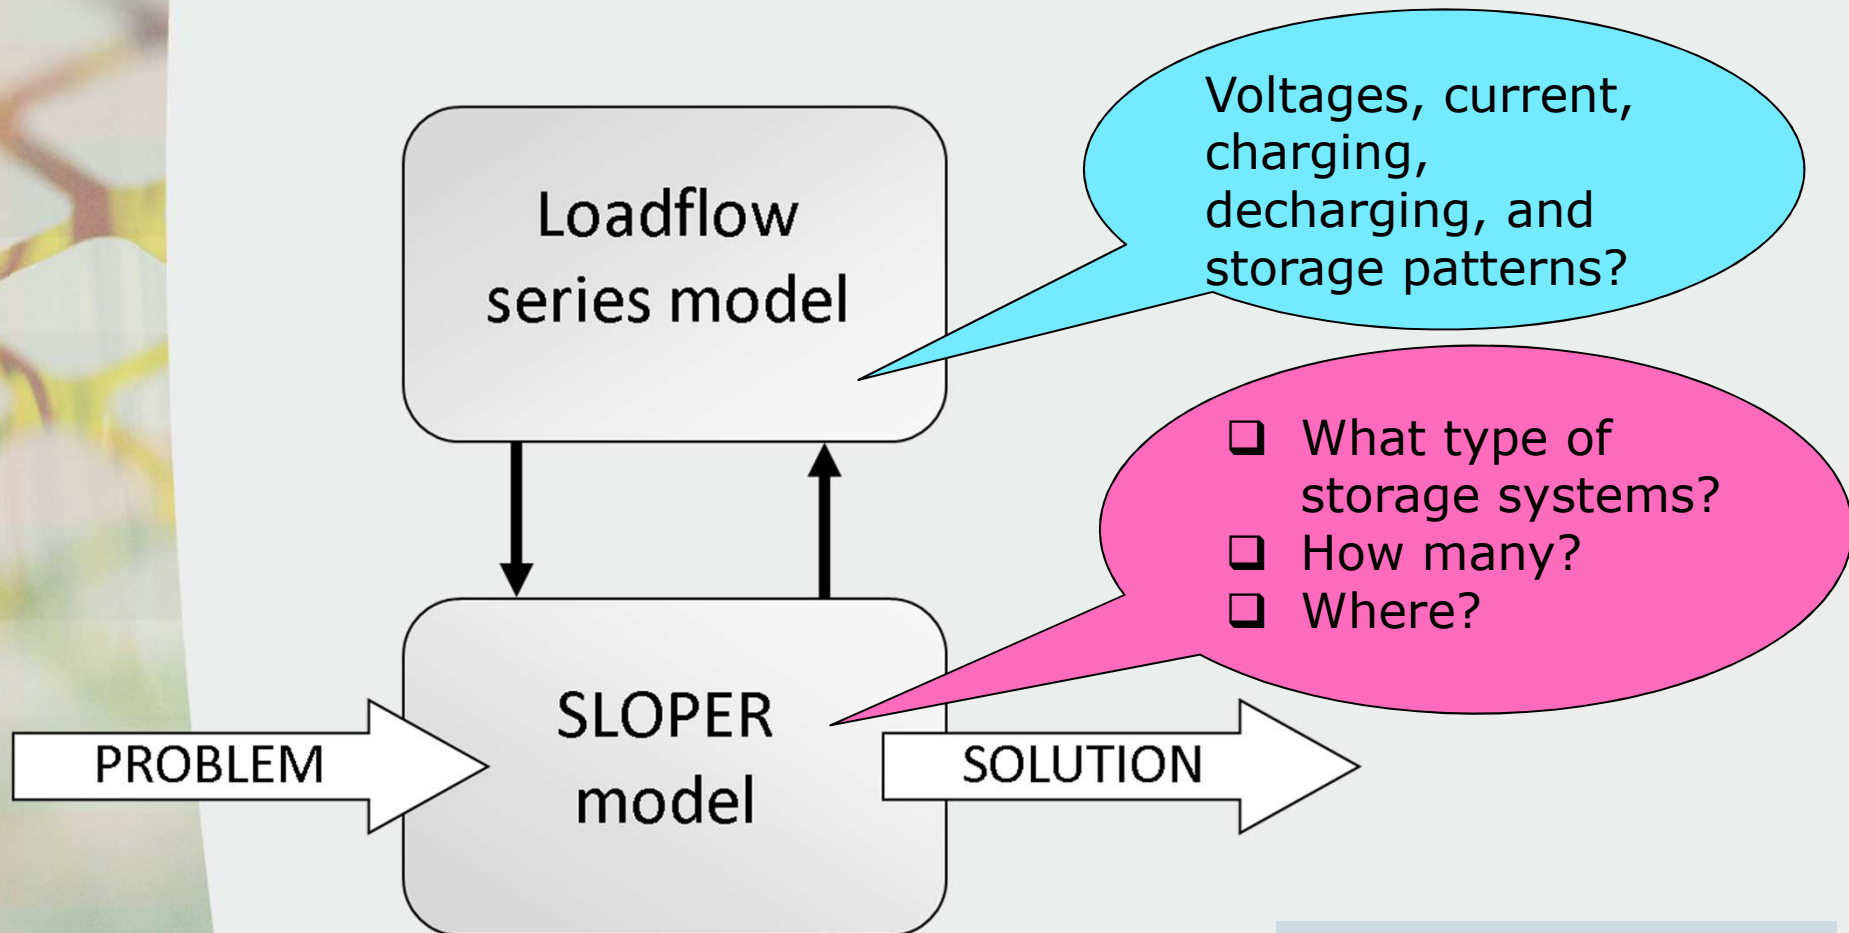 Voltages, current,
charging,
decharging, and
storage patterns?
Loadflow
series model
❑ What type of
storage systems?
❑ How many?
❑ Where?
SLOPER
model
PROBLEM
SOLUTION